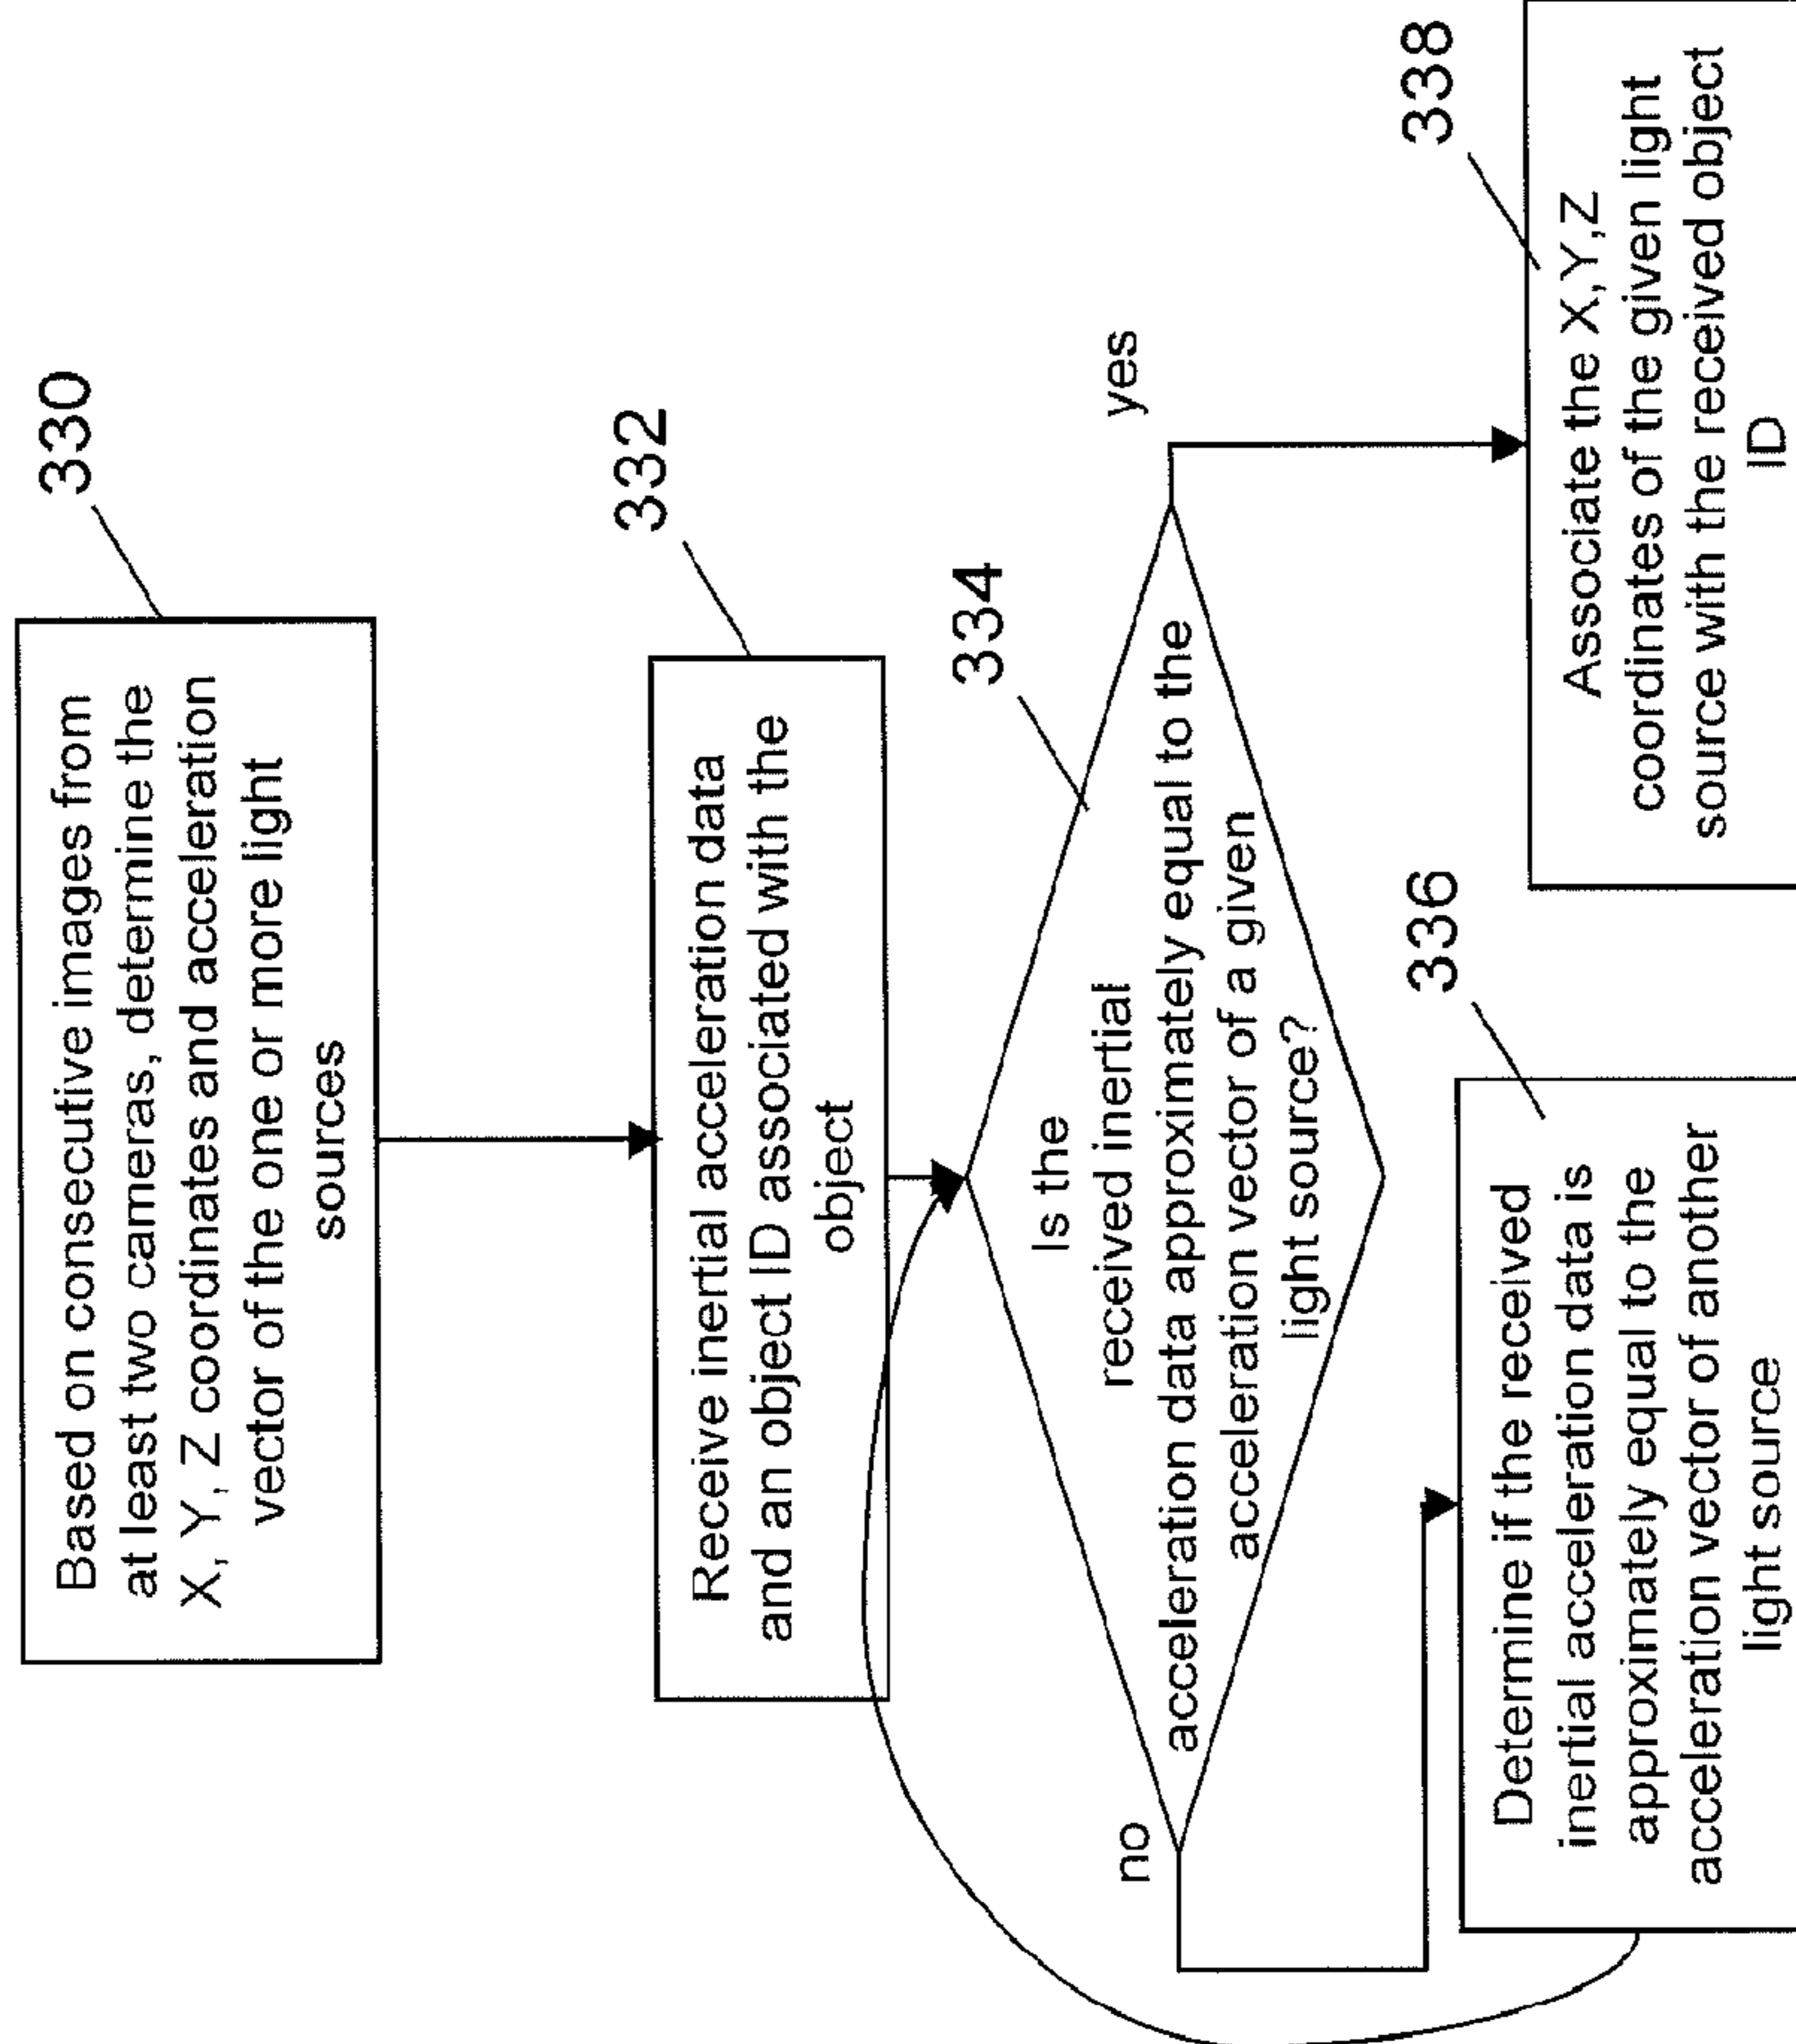 330
Based on consecutive images from
at least two cameras, determine the
X, Y, Z coordinates and acceleration
vector of the one or more light
sources
332
Receive inertial acceleration data
and an object ID associated with the
object
334
Is the
received inertial
acceleration data approximately equal to the
acceleration vector of a given
light source?
no
yes
336
Determine if the received
inertial acceleration data is
approximately equal to the
acceleration vector of another
light source
338
Associate the X,Y,Z
coordinates of the given light
source with the received object
ID